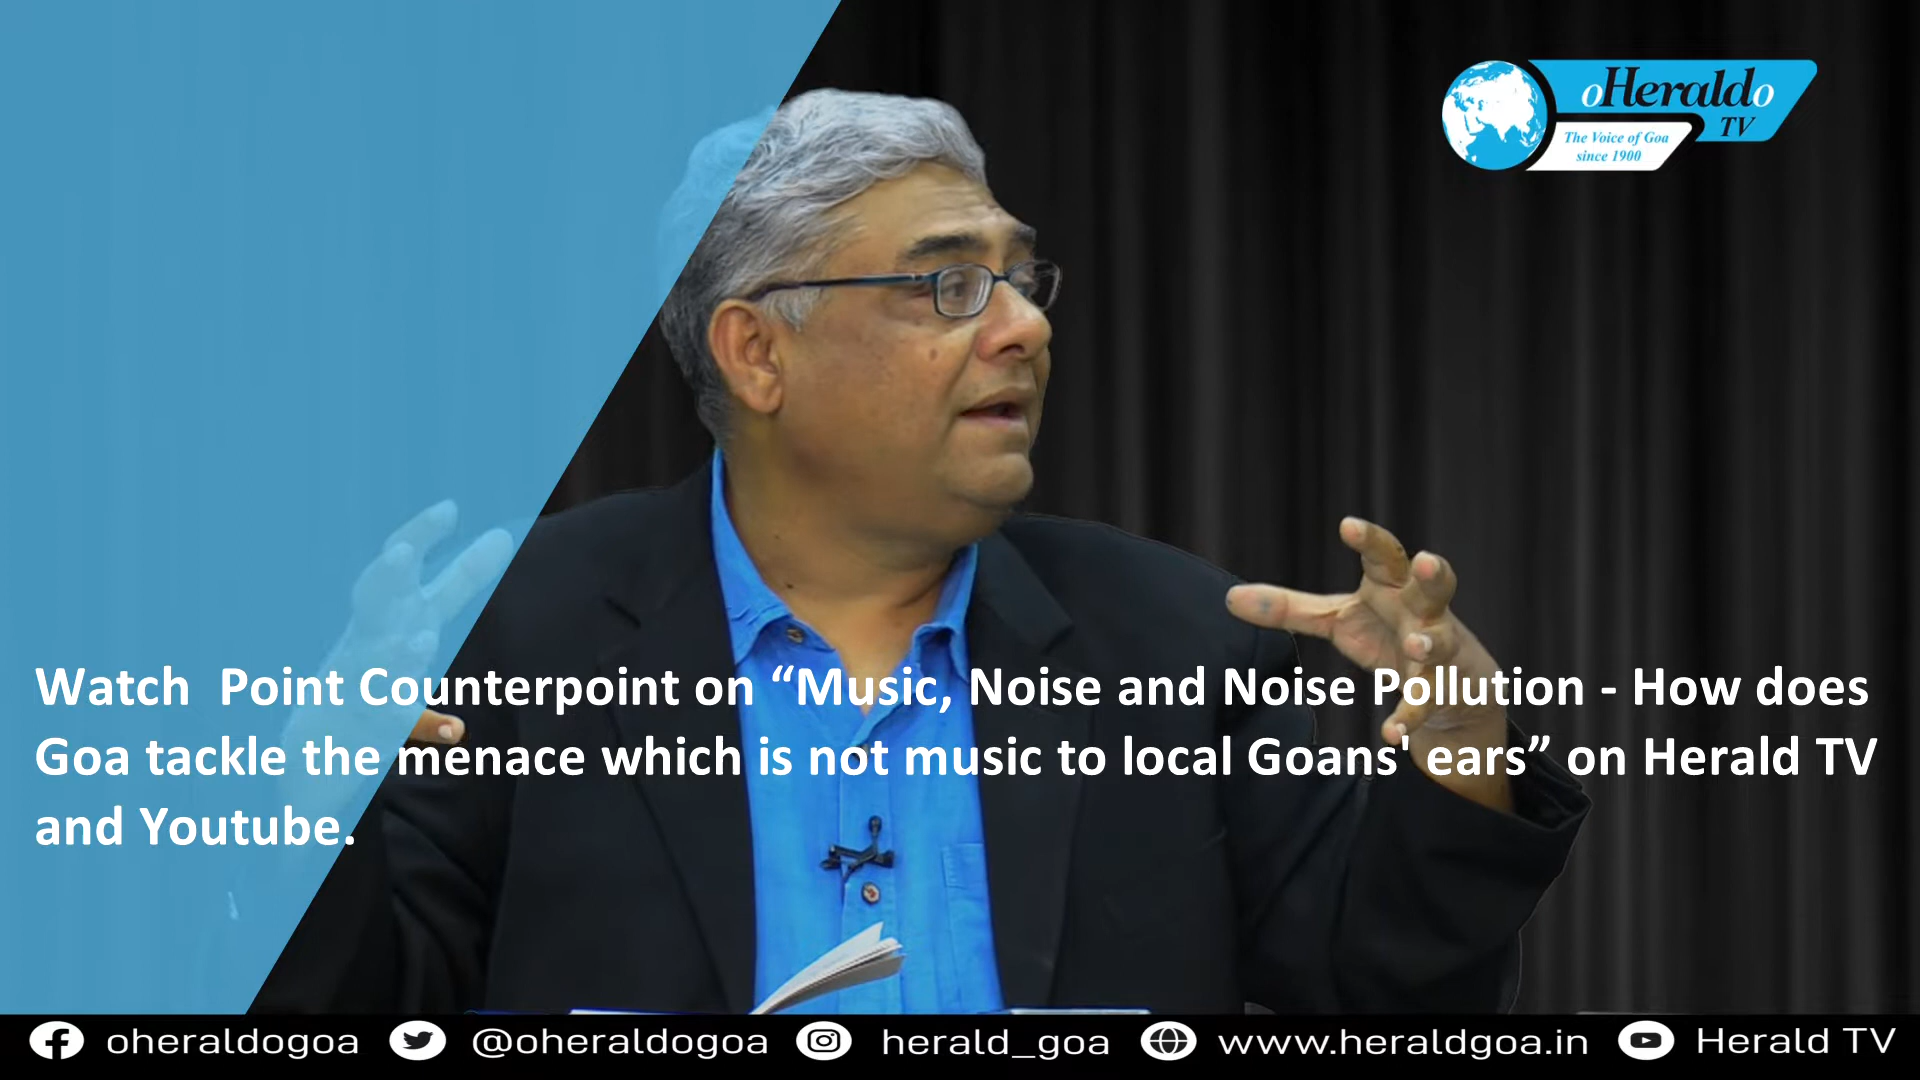 oHeraldo
TV
The Voice of Goa
since 1900
Watch  Point Counterpoint on “Music, Noise and Noise Pollution - How does
Goa tackle the menace which is not music to local Goans' ears” on Herald TV
and Youtube.
oheraldogoa @oheraldogoa herald_goa www.heraldgoa.in Herald TV